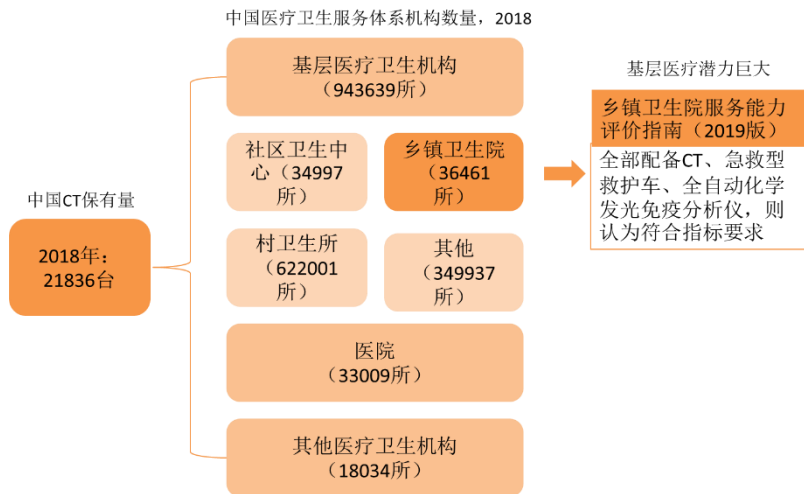 中国医疗卫生服务体系机构数量，2018
基层医疗卫生机构
（943639所）
社区卫生中
心（34997
所）
乡镇卫生院
（36461
所）
村卫生所
（622001
所）
其他
（349937
所）
医院
（33009所）
其他医疗卫生机构
（18034所）
中国CT保有量
2018年：
21836台
基层医疗潜力巨大
乡镇卫生院服务能力
评价指南（2019版）
全部配备CT、急救型
救护车、全自动化学
发光免疫分析仪，则
认为符合指标要求